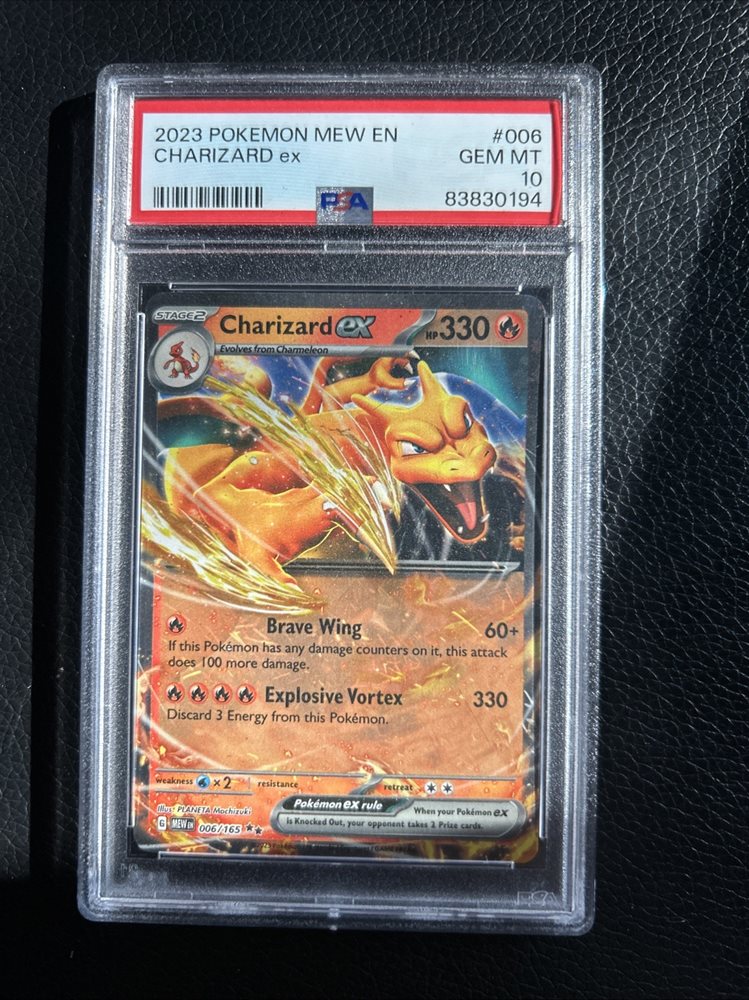 2023 POKEMON MEW EN #006
CHARIZARD ex GEM MT
10
PSA 83830194
STAGE2 Charizard ex HP 330
Evolves from Charmeleon
Brave Wing 60+
If this Pokémon has any damage counters on it, this attack
does 100 more damage.
Explosive Vortex 330
Discard 3 Energy from this Pokémon.
weakness ×2 resistance retreat
Pokémon ex rule When your Pokémon ex
is Knocked Out, your opponent takes 2 Prize cards.
Illus. PLANETA Mochizuki
G MEW EN 006/165
PSA